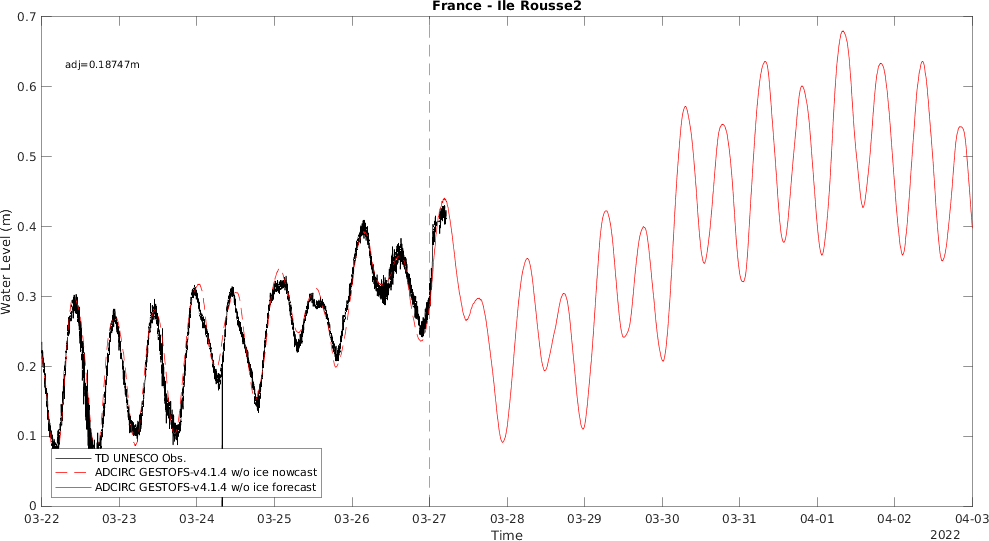 France - Ile Rousse2
adj=0.18747m
0.7
0.6
0.5
0.4
0.3
0.2
0.1
0
Water Level (m)
TD UNESCO Obs.
ADCIRC GESTOFS-v4.1.4 w/o ice nowcast
ADCIRC GESTOFS-v4.1.4 w/o ice forecast
03-22 03-23 03-24 03-25 03-26 03-27 03-28 03-29 03-30 03-31 04-01 04-02 04-03
Time
2022